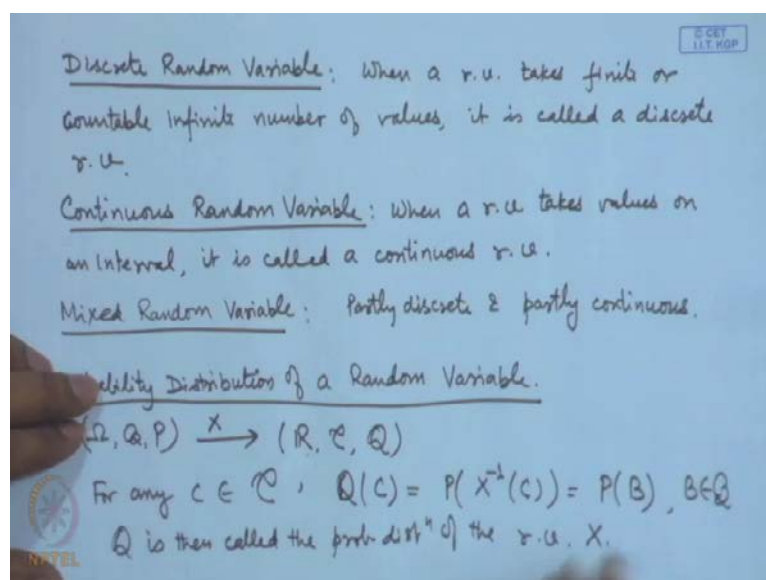 © CET
I.I.T. KGP
Discrete Random Variable: When a r.v. takes finite or
countable infinite number of values, it is called a discrete
r.v.
Continuous Random Variable: When a r.v. takes values on
an interval, it is called a continuous r.v.
Mixed Random Variable: Partly discrete & partly continuous.
Distribution of a Random Variable.
(Ω, B, P) X→ (R, C, Q)
For any C ∈ C, Q(C) = P(X⁻¹(C)) = P(B), B∈B
Q is then called the prob distⁿ of the r.v. X.
NPTEL